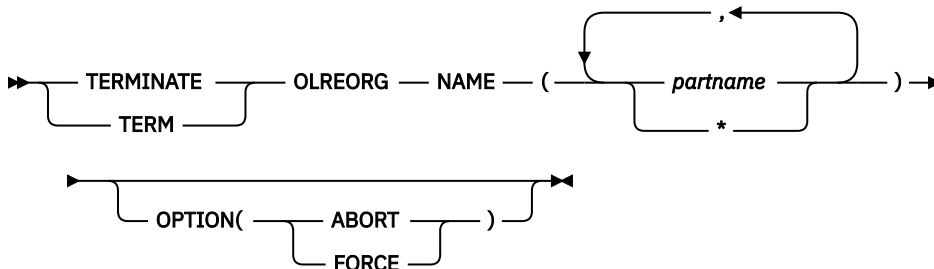 ,
TERMINATE OLREORG NAME ( partname )
TERM *
OPTION( ABORT )
FORCE